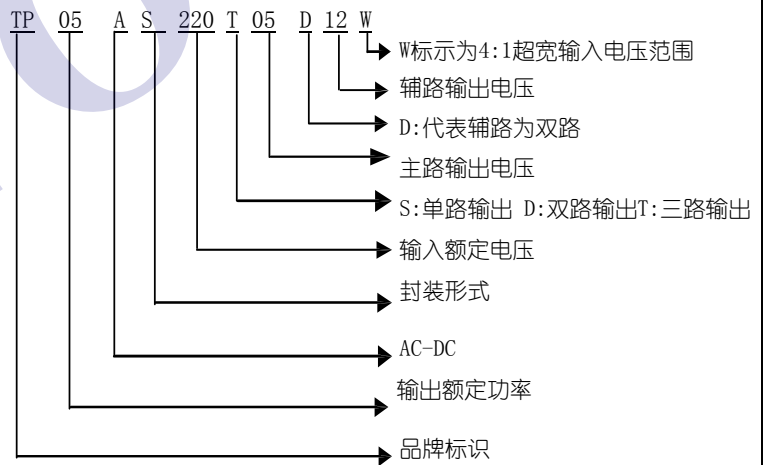 TP 05 A S 220 T 05 D 12 W
W标示为4:1超宽输入电压范围
辅路输出电压
D:代表辅路为双路
主路输出电压
S:单路输出 D:双路输出T:三路输出
输入额定电压
封装形式
AC-DC
输出额定功率
品牌标识